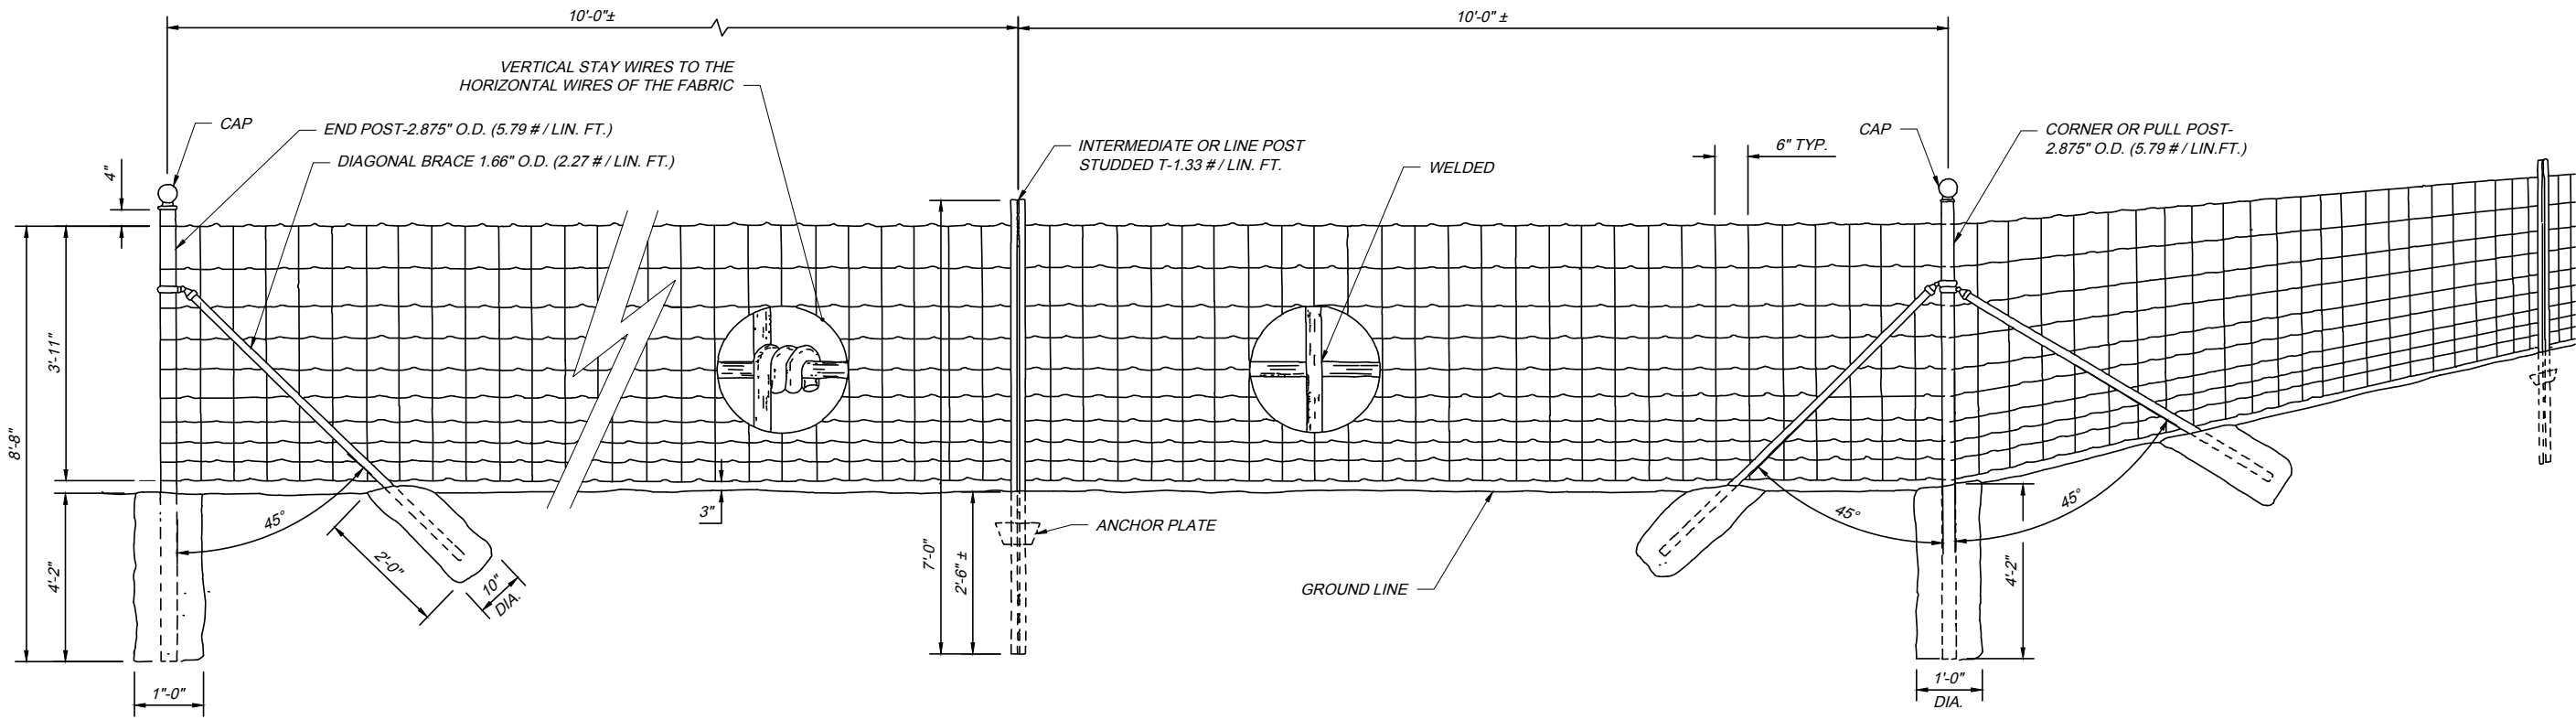 10'-0"±
10'-0" ±
VERTICAL STAY WIRES TO THE
HORIZONTAL WIRES OF THE FABRIC
CAP
END POST-2.875" O.D. (5.79 # / LIN. FT.)
DIAGONAL BRACE 1.66" O.D. (2.27 # / LIN. FT.)
4"
INTERMEDIATE OR LINE POST
STUDDED T-1.33 # / LIN. FT.
WELDED
6" TYP.
CAP
CORNER OR PULL POST-
2.875" O.D. (5.79 # / LIN.FT.)
3'-11"
8'-8"
4'-2"
45°
2'-0"
10"
DIA.
1"-0"
3"
7'-0"
2'-6" ±
ANCHOR PLATE
GROUND LINE
45°
45°
4'-2"
1'-0"
DIA.